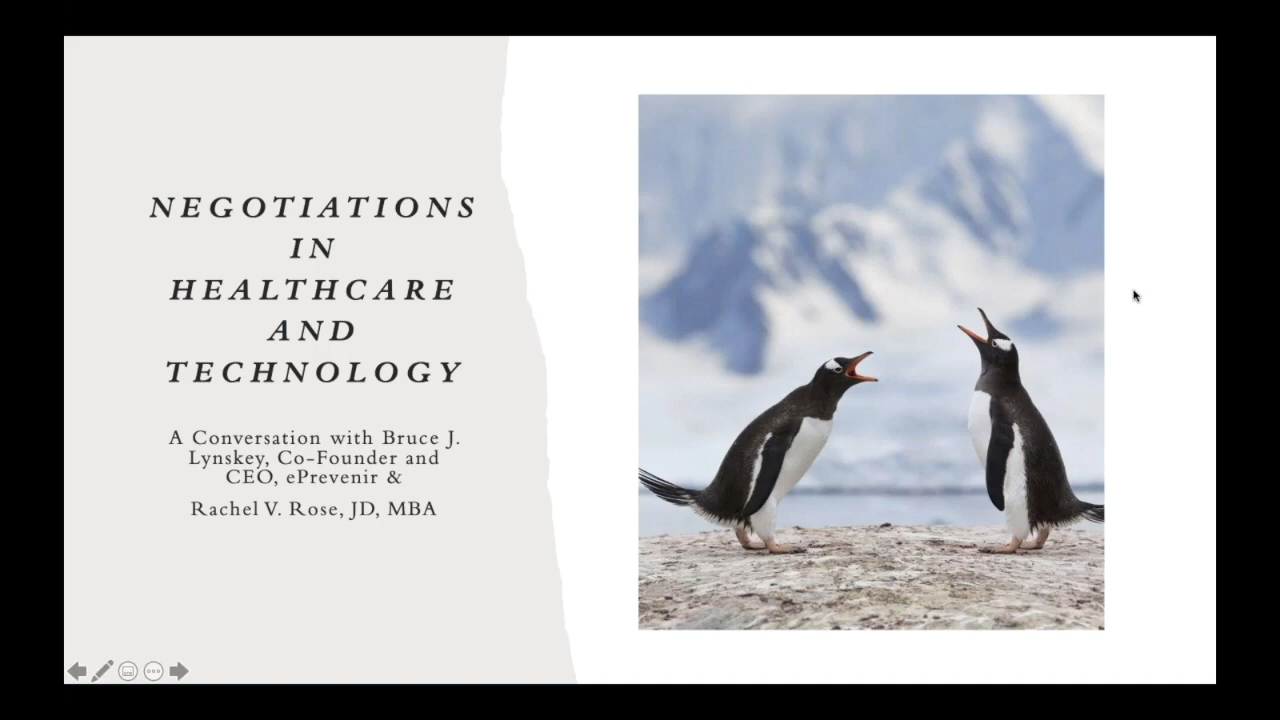 NEGOTIATIONS
IN
HEALTHCARE
AND
TECHNOLOGY
A Conversation with Bruce J.
Lynskey, Co-Founder and
CEO, ePrevenir &
Rachel V. Rose, JD, MBA